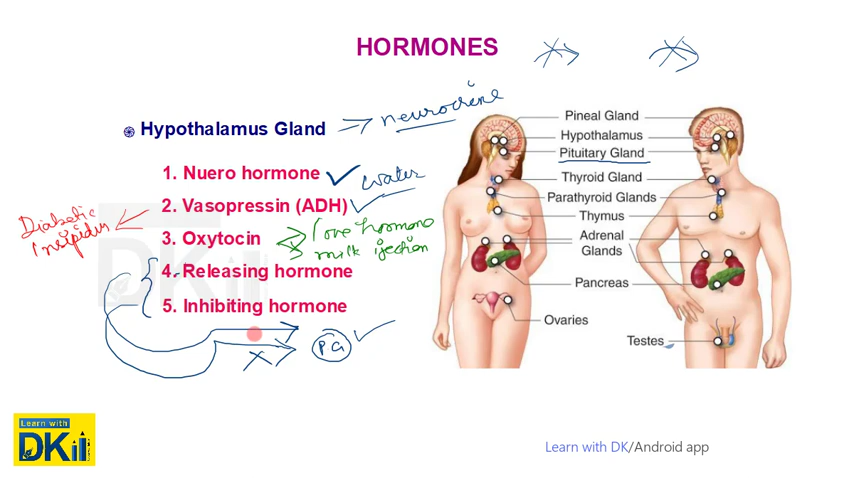 HORMONES
Hypothalamus Gland
neurocrine
1. Nuero hormone
water
2. Vasopressin (ADH)
Diabetic
Insipidus
3. Oxytocin
love hormone
milk ijection
4. Releasing hormone
5. Inhibiting hormone
PG
Pineal Gland
Hypothalamus
Pituitary Gland
Thyroid Gland
Parathyroid Glands
Thymus
Adrenal
Glands
Pancreas
Ovaries
Testes
Learn with
DK
Learn with DK/Android app